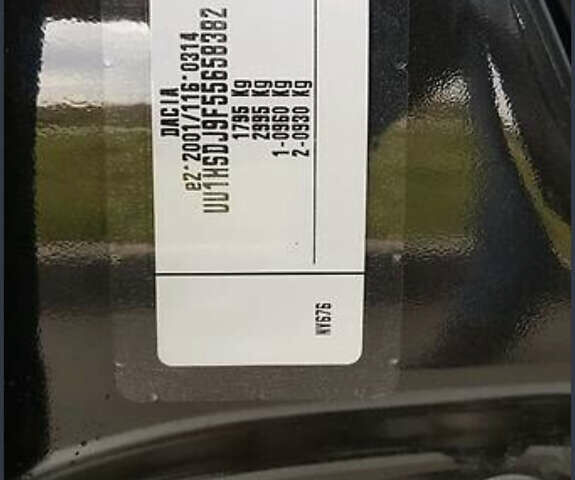 DACIA
e2*2001/116*0314
UU1HSDJ9F55658382
1795 Kg
2995 Kg
1-0960 Kg
2-0930 Kg
NV676